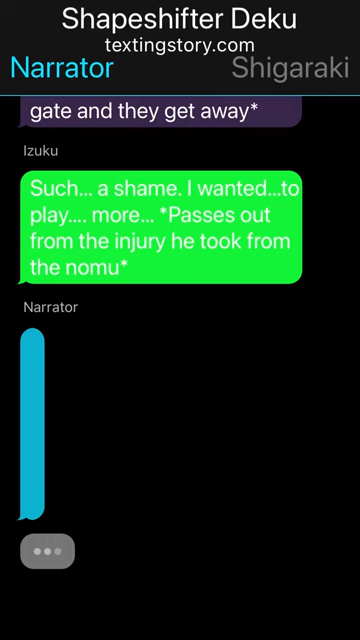 Shapeshifter Deku
textingstory.com
Narrator Shigaraki
gate and they get away*
Izuku
Such... a shame. I wanted...to
play.... more... *Passes out
from the injury he took from
the nomu*
Narrator